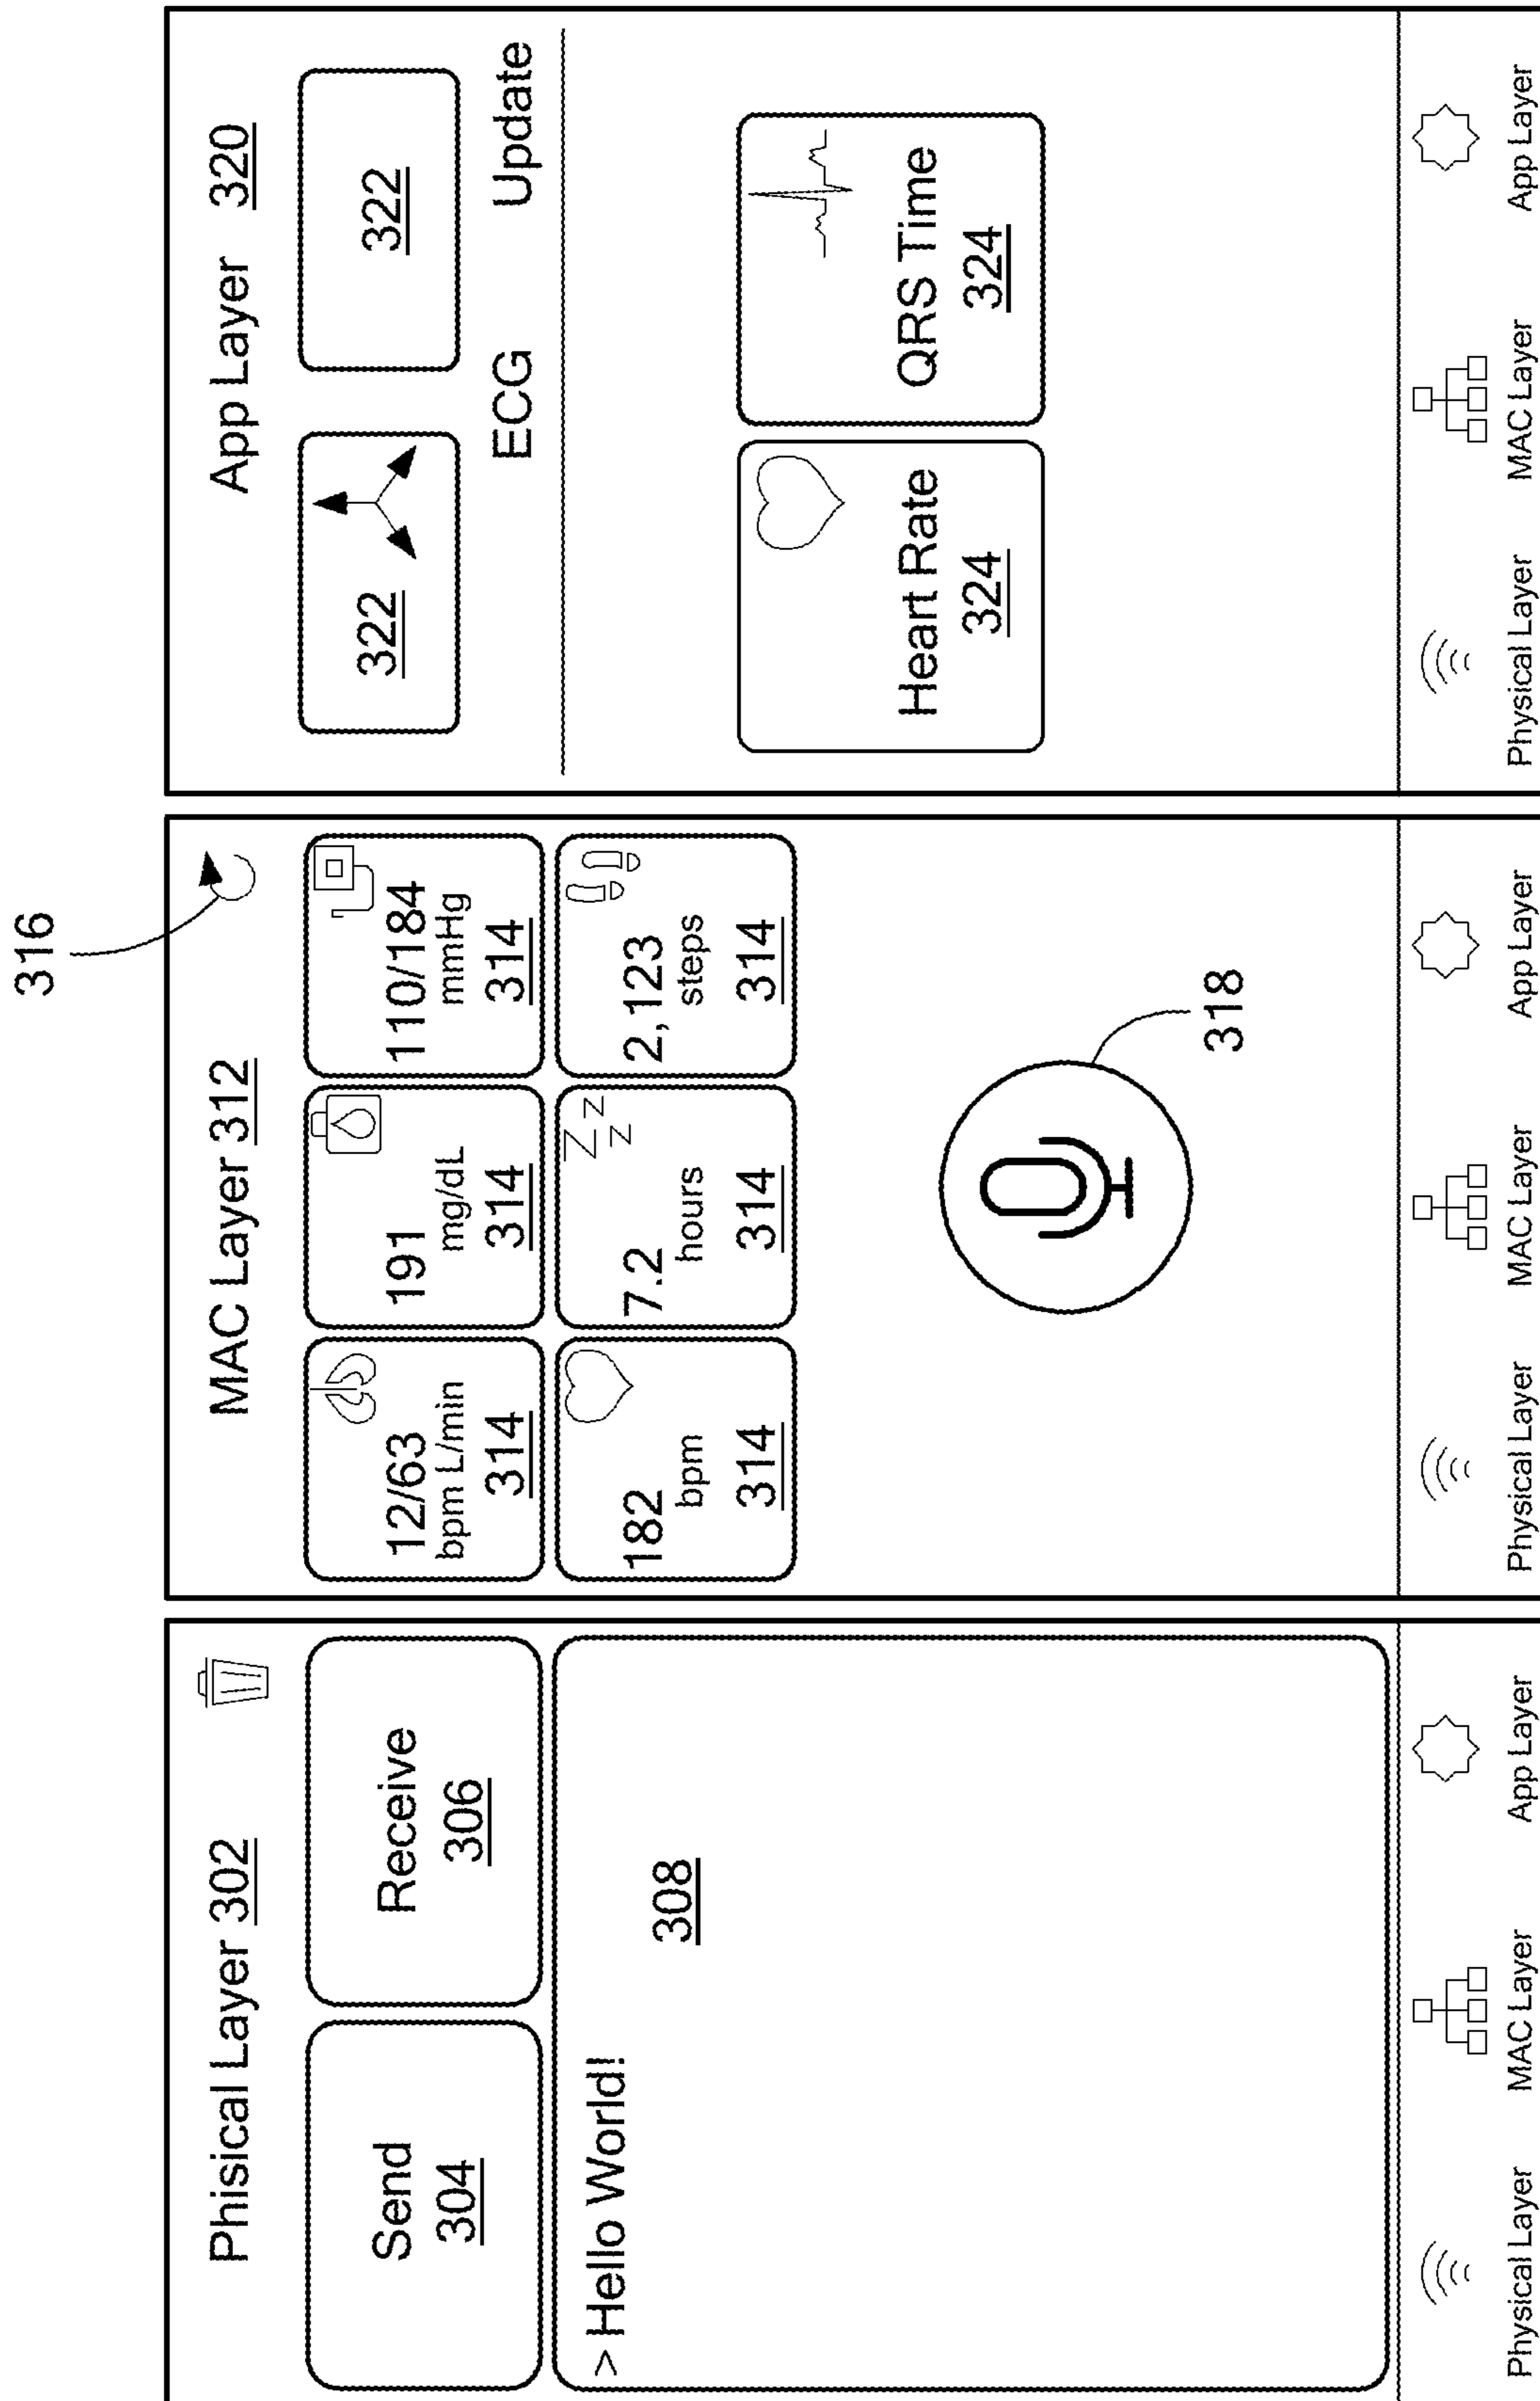 316
Phisical Layer 302
Send
304
Receive
306
> Hello World!
308
Physical Layer
MAC Layer
App Layer
MAC Layer 312
12/63
bpm L/min
314
191
mg/dL
314
110/184
mmHg
314
182
bpm
314
7.2
hours
314
2,123
steps
314
318
Physical Layer
MAC Layer
App Layer
App Layer 320
322
322
ECG
Update
Heart Rate
324
QRS Time
324
Physical Layer
MAC Layer
App Layer